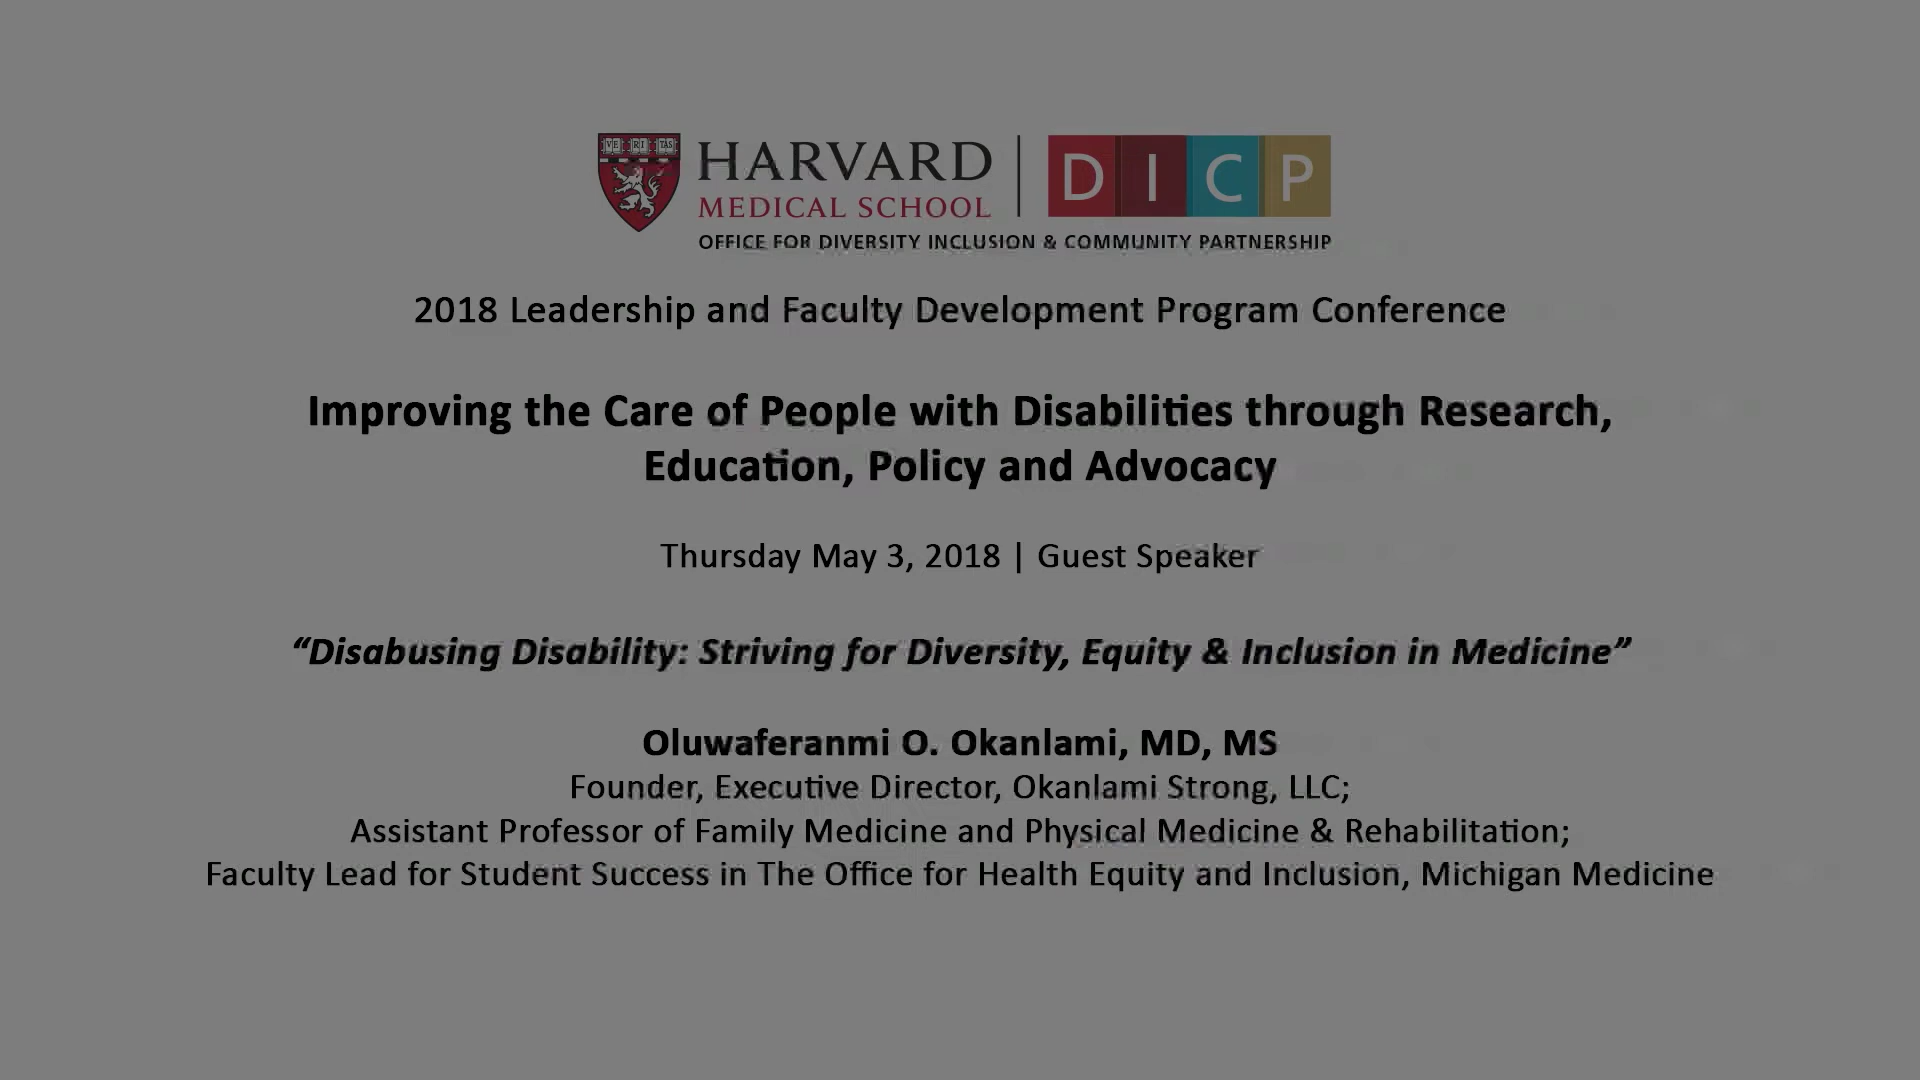 VE RI TAS
HARVARD
MEDICAL SCHOOL
DICP
OFFICE FOR DIVERSITY INCLUSION & COMMUNITY PARTNERSHIP
2018 Leadership and Faculty Development Program Conference
Improving the Care of People with Disabilities through Research,
Education, Policy and Advocacy
Thursday May 3, 2018 | Guest Speaker
“Disabusing Disability: Striving for Diversity, Equity & Inclusion in Medicine”
Oluwaferanmi O. Okanlami, MD, MS
Founder, Executive Director, Okanlami Strong, LLC;
Assistant Professor of Family Medicine and Physical Medicine & Rehabilitation;
Faculty Lead for Student Success in The Office for Health Equity and Inclusion, Michigan Medicine